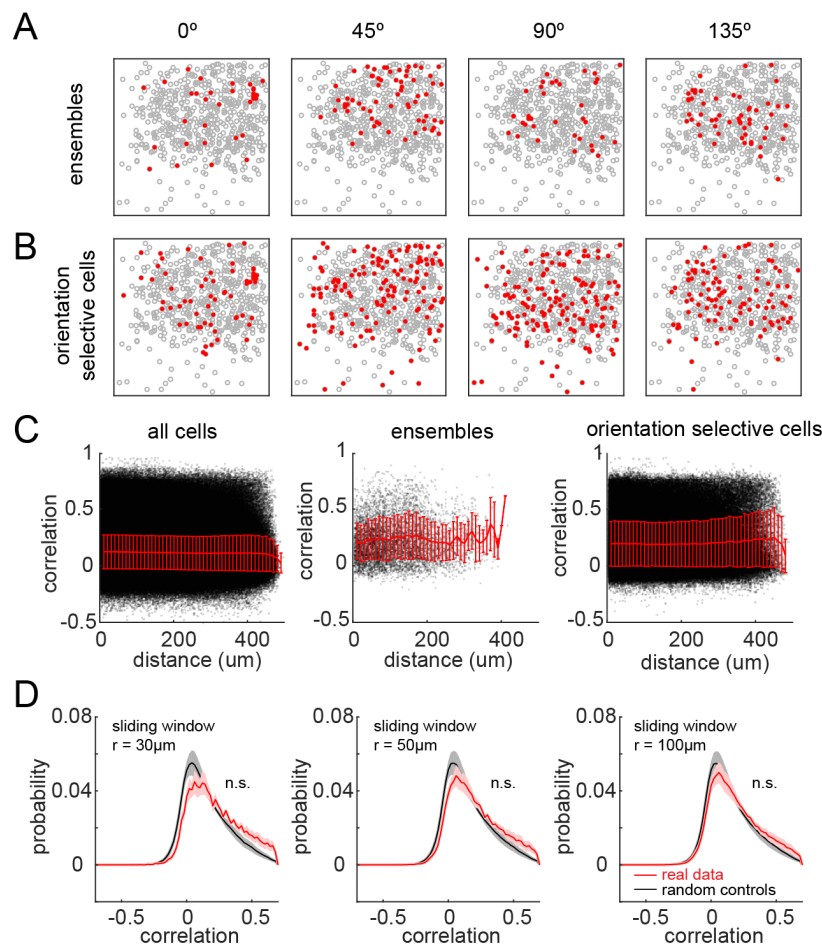 A
0º 45º 90º 135º
ensembles
B
orientation
selective cells
C
all cells
ensembles
orientation selective cells
correlation
1
0.5
0
-0.5
0 200 400
distance (um)
correlation
1
0.5
0
-0.5
0 200 400
distance (um)
correlation
1
0.5
0
-0.5
0 200 400
distance (um)
D
probability
0.08
0.04
0
sliding window
r = 30µm
n.s.
-0.5 0 0.5
correlation
probability
0.08
0.04
0
sliding window
r = 50µm
n.s.
-0.5 0 0.5
correlation
probability
0.08
0.04
0
sliding window
r = 100µm
n.s.
real data
random controls
-0.5 0 0.5
correlation